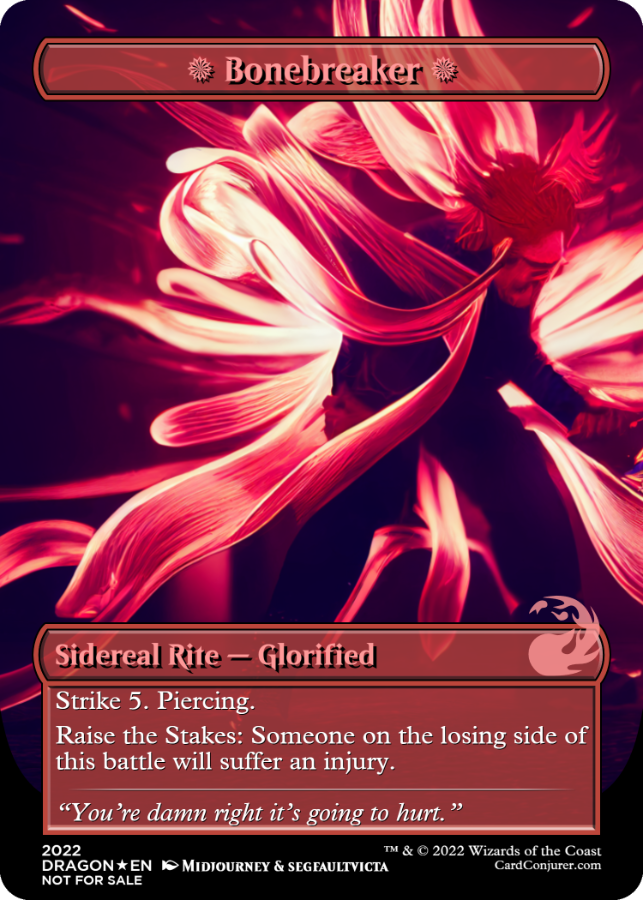 Bonebreaker
Sidereal Rite — Glorified
Strike 5. Piercing.
Raise the Stakes: Someone on the losing side of
this battle will suffer an injury.
“You’re damn right it’s going to hurt.”
2022
DRAGON★EN MIDJOURNEY & SEGFAULTVICTA
NOT FOR SALE
™ & © 2022 Wizards of the Coast
CardConjurer.com